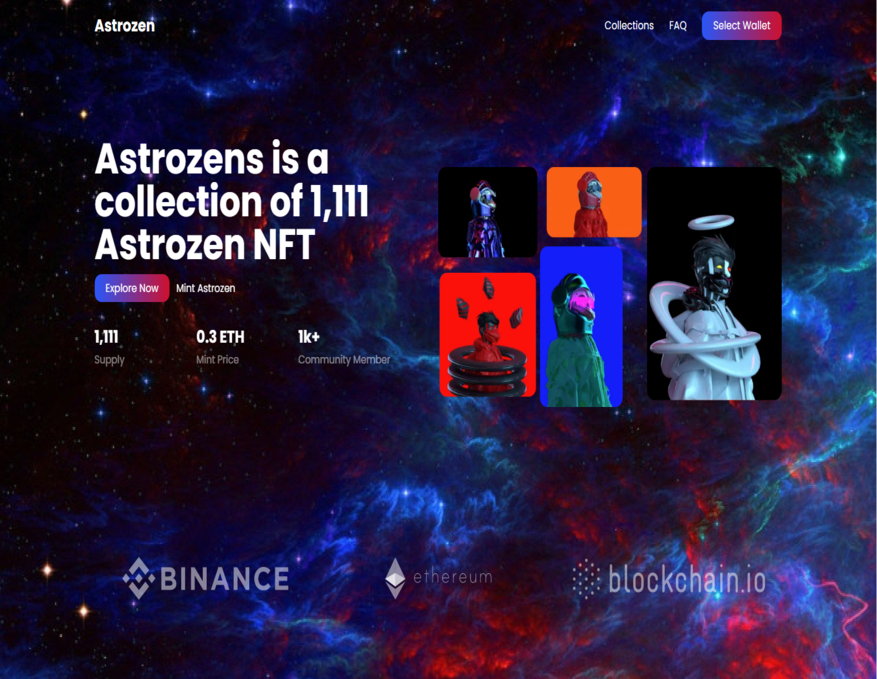 Astrozen
Collections FAQ Select Wallet
Astrozens is a
collection of 1,111
Astrozen NFT
Explore Now Mint Astrozen
1,111 0.3 ETH 1k+
Supply Mint Price Community Member
BINANCE ethereum blockchain.io